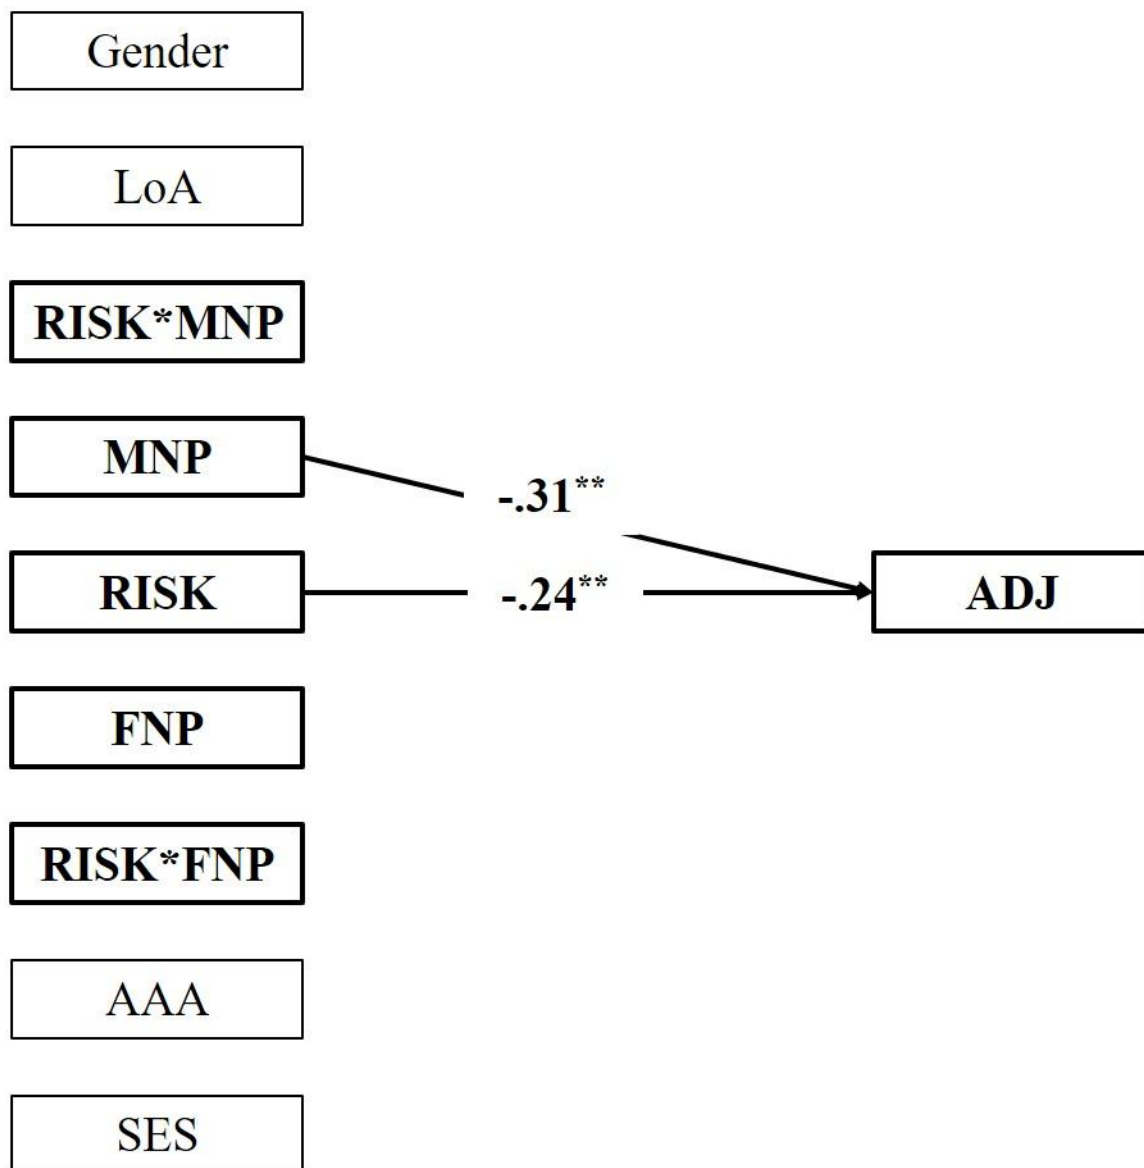 Gender
LoA
RISK*MNP
MNP
-.31**
RISK
-.24**
ADJ
FNP
RISK*FNP
AAA
SES